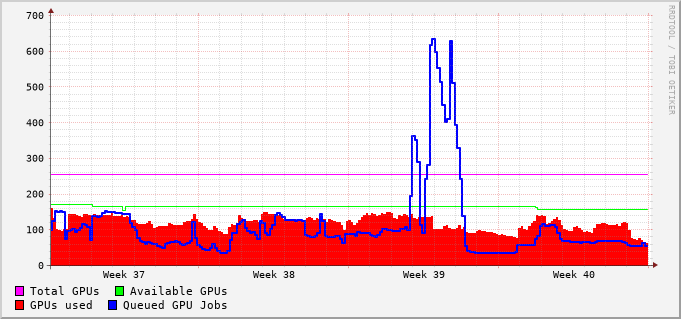 700
600
500
400
300
200
100
0
Week 37 Week 38 Week 39 Week 40
Total GPUs Available GPUs
GPUs used Queued GPU Jobs
RRDTOOL / TOBI OETIKER